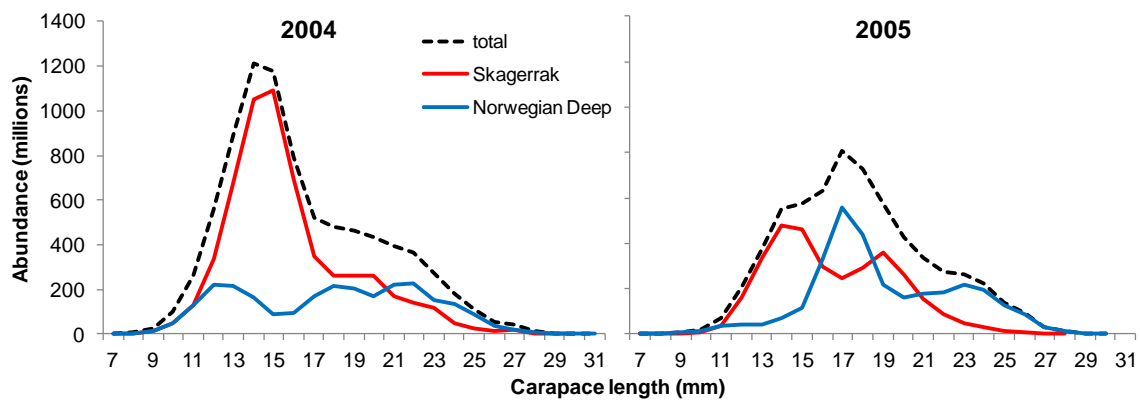 2004
2005
total
Skagerrak
Norwegian Deep
Abundance (millions)
1400
1200
1000
800
600
400
200
0
7 9 11 13 15 17 19 21 23 25 27 29 31
7 9 11 13 15 17 19 21 23 25 27 29 31
Carapace length (mm)